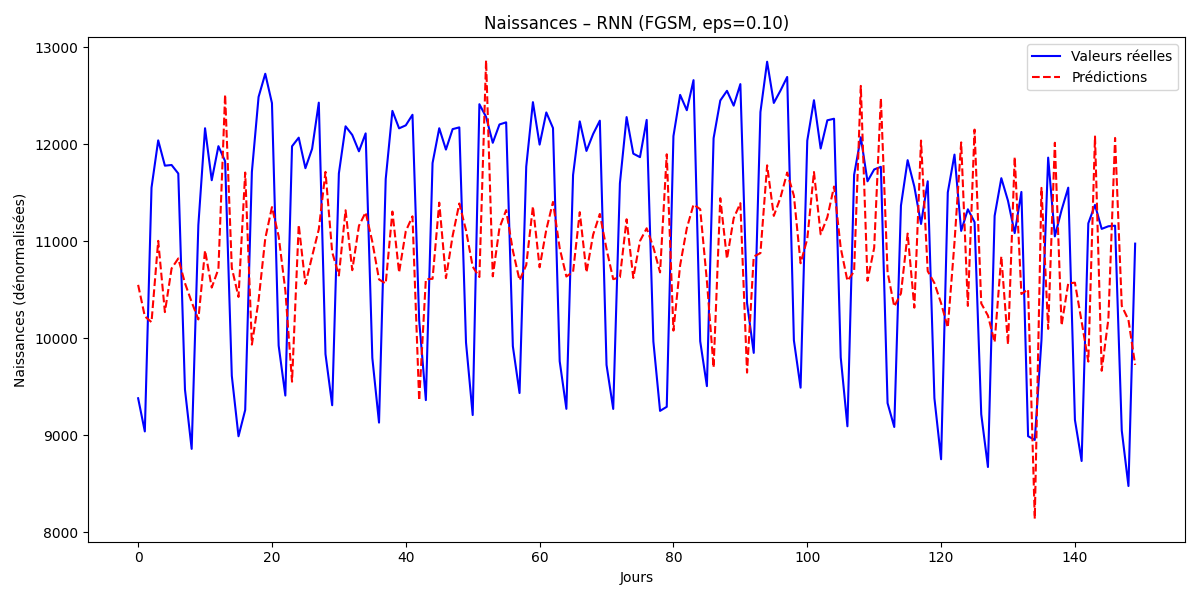 Naissances – RNN (FGSM, eps=0.10)
Valeurs réelles
Prédictions
Naissances (dénormalisées)
13000
12000
11000
10000
9000
8000
0 20 40 60 80 100 120 140
Jours